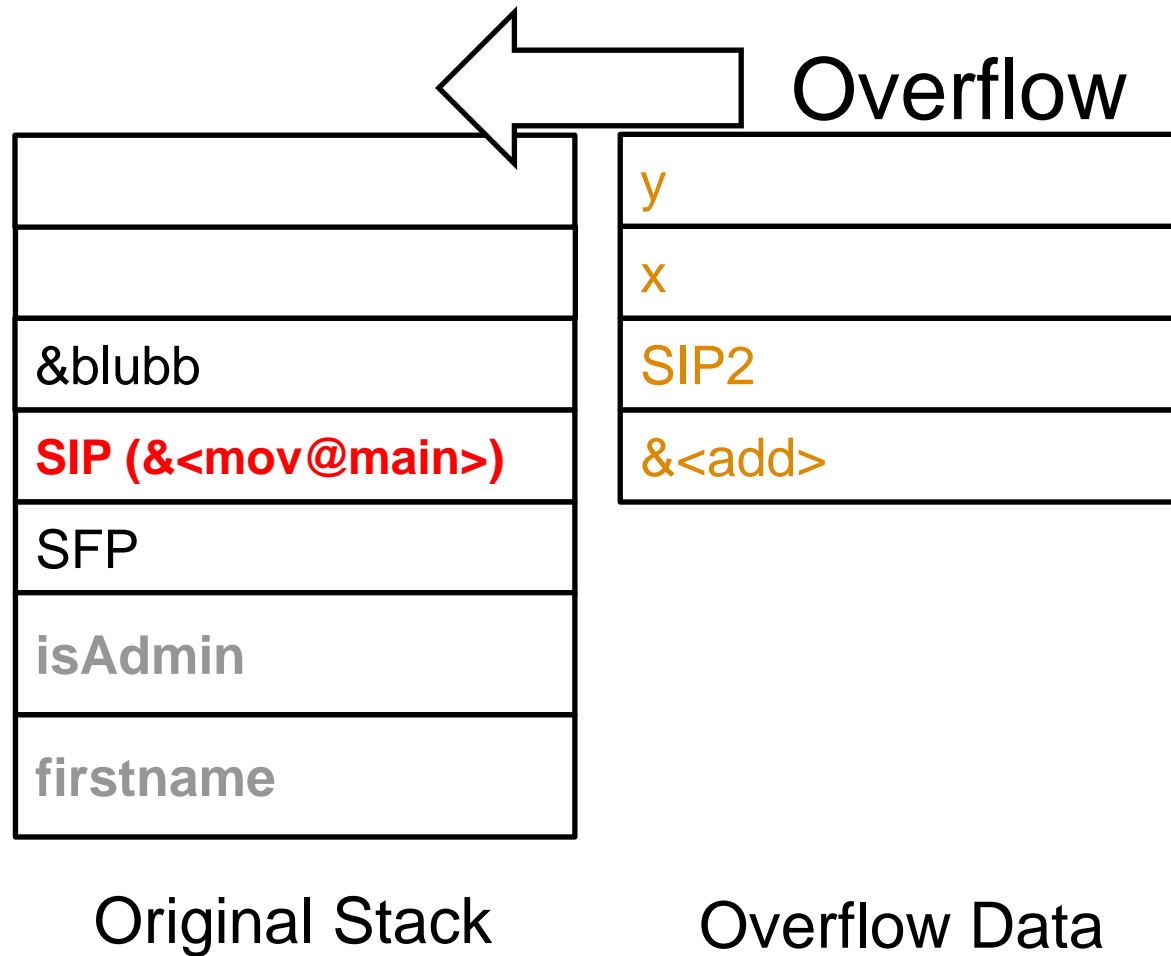 Overflow
y
x
&blubb
SIP2
SIP (&<mov@main>)
&<add>
SFP
isAdmin
firstname
Original Stack
Overflow Data